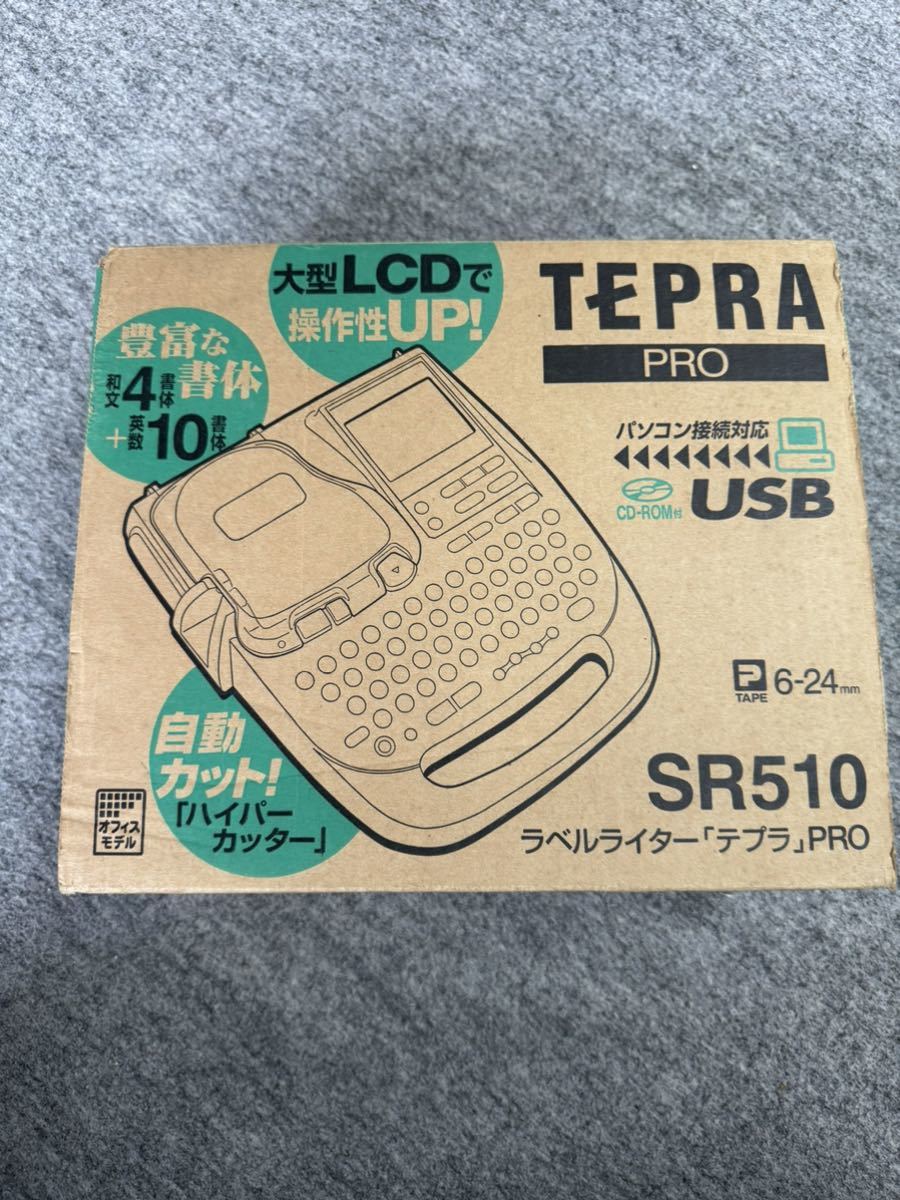 大型LCDで
操作性UP!
豊富な
書体
和文4書体
+英数10書体
TEPRA
PRO
パソコン接続対応
CD-ROM付
USB
TAPE
6-24mm
自動
カット!
「ハイパー
カッター」
オフィス
モデル
SR510
ラベルライター「テプラ」PRO